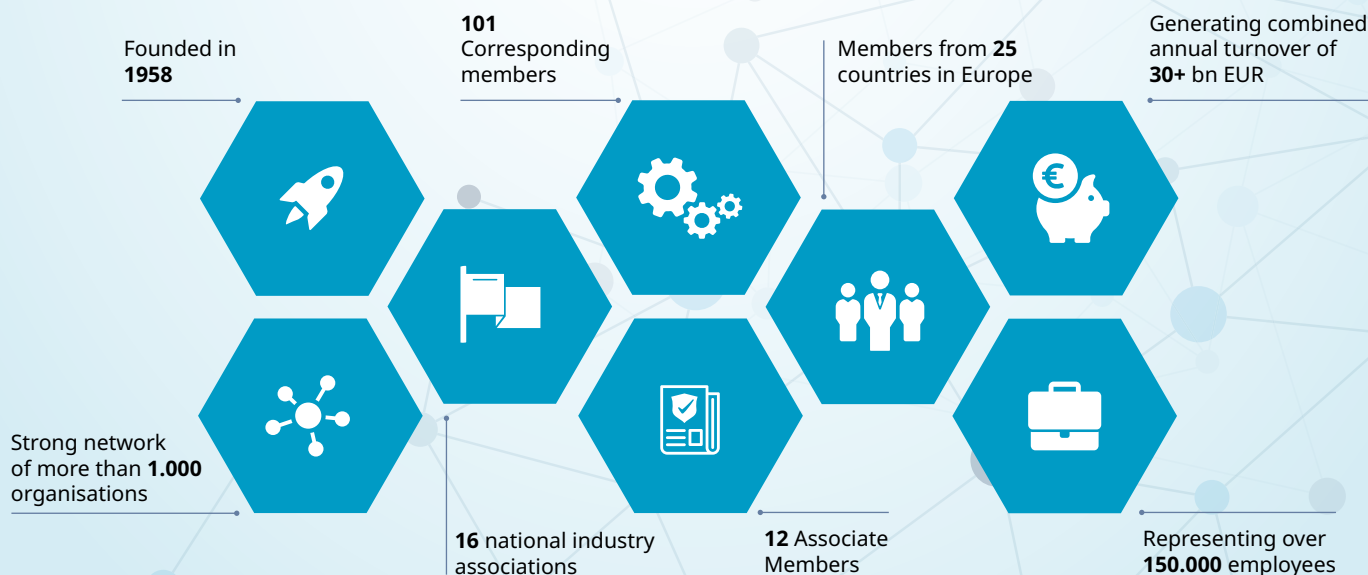 Founded in
1958
101
Corresponding
members
Members from 25
countries in Europe
Generating combined
annual turnover of
30+ bn EUR
Strong network
of more than 1.000
organisations
16 national industry
associations
12 Associate
Members
Representing over
150.000 employees